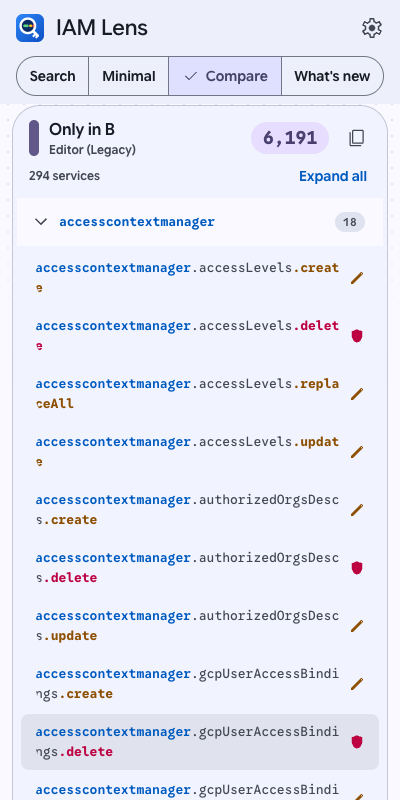 IAM Lens
Search
Minimal
Compare
What's new
Only in B
Editor (Legacy)
6,191
294 services
Expand all
accesscontextmanager
18
accesscontextmanager.accessLevels.creat
e
accesscontextmanager.accessLevels.delet
e
accesscontextmanager.accessLevels.repla
ceAll
accesscontextmanager.accessLevels.updat
e
accesscontextmanager.authorizedOrgsDesc
s.create
accesscontextmanager.authorizedOrgsDesc
s.delete
accesscontextmanager.authorizedOrgsDesc
s.update
accesscontextmanager.gcpUserAccessBindi
ngs.create
accesscontextmanager.gcpUserAccessBindi
ngs.delete
accesscontextmanager.gcpUserAccessBindi